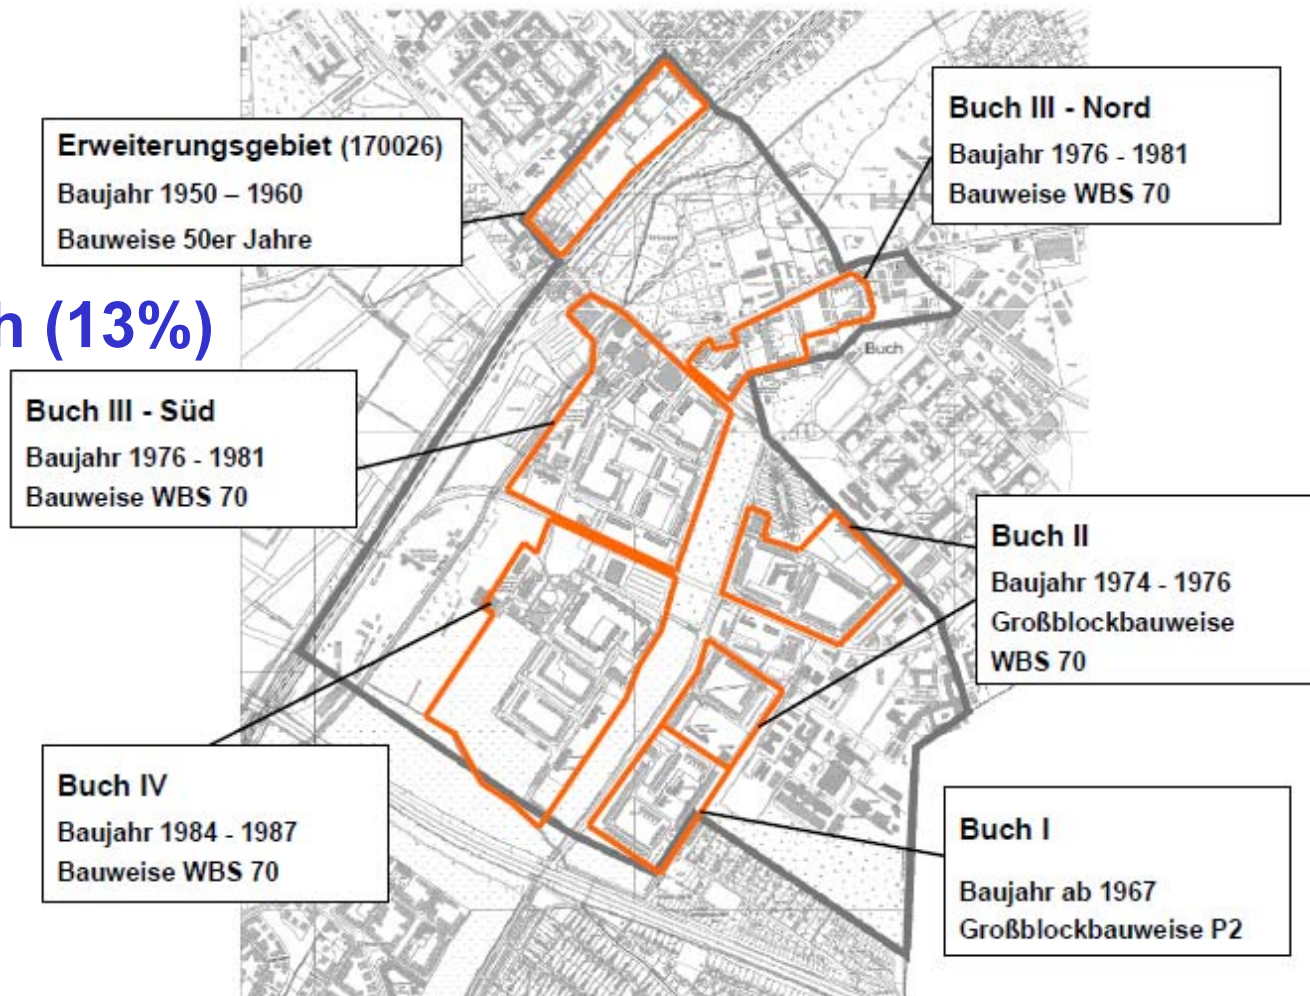 Erweiterungsgebiet (170026)
Baujahr 1950 – 1960
Bauweise 50er Jahre
Buch III - Nord
Baujahr 1976 - 1981
Bauweise WBS 70
h (13%)
Buch
Buch III - Süd
Baujahr 1976 - 1981
Bauweise WBS 70
Buch II
Baujahr 1974 - 1976
Großblockbauweise
WBS 70
Buch IV
Baujahr 1984 - 1987
Bauweise WBS 70
Buch I
Baujahr ab 1967
Großblockbauweise P2